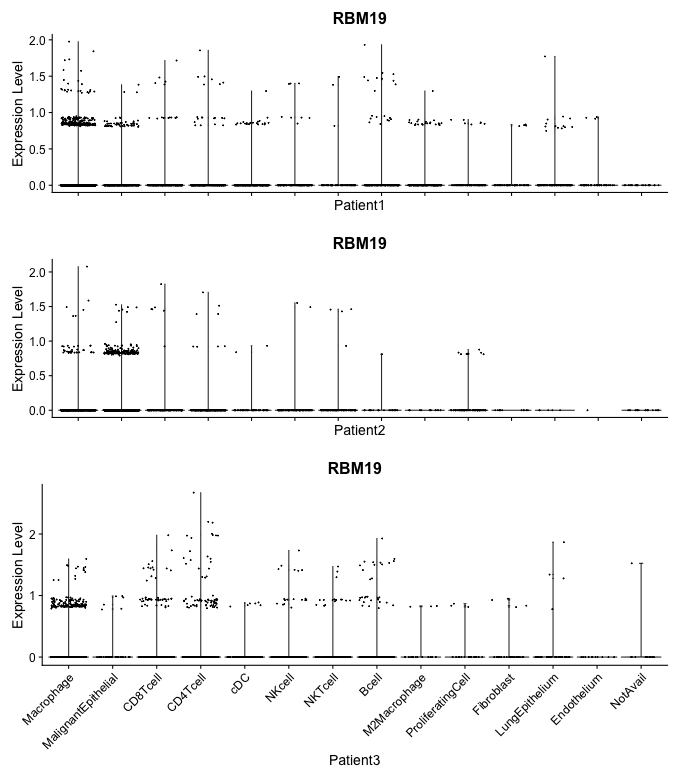 RBM19
Expression Level
2.0
1.5
1.0
0.5
0.0
Patient1
RBM19
Expression Level
2.0
1.5
1.0
0.5
0.0
Patient2
RBM19
Expression Level
2
1
0
Macrophage
MalignantEpithelial
CD8Tcell
CD4Tcell
cDC
NKcell
NKTcell
Bcell
M2Macrophage
ProliferatingCell
Fibroblast
LungEpithelium
Endothelium
NotAvail
Patient3